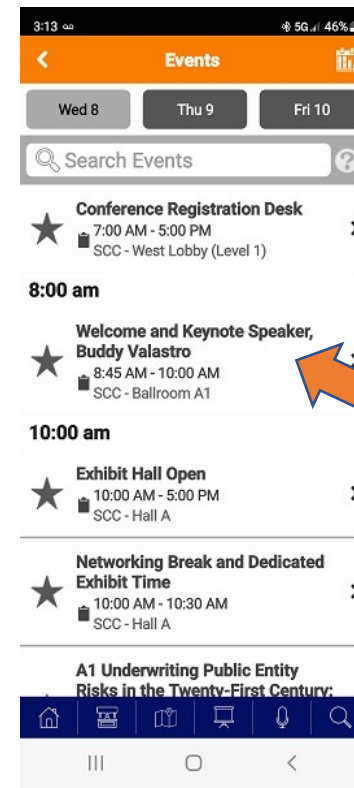 3:13
5G 46%
Events
Wed 8 Thu 9 Fri 10
Search Events
Conference Registration Desk
7:00 AM - 5:00 PM
SCC - West Lobby (Level 1)
8:00 am
Welcome and Keynote Speaker,
Buddy Valastro
8:45 AM - 10:00 AM
SCC - Ballroom A1
10:00 am
Exhibit Hall Open
10:00 AM - 5:00 PM
SCC - Hall A
Networking Break and Dedicated
Exhibit Time
10:00 AM - 10:30 AM
SCC - Hall A
A1 Underwriting Public Entity
Risks in the Twenty-First Century: